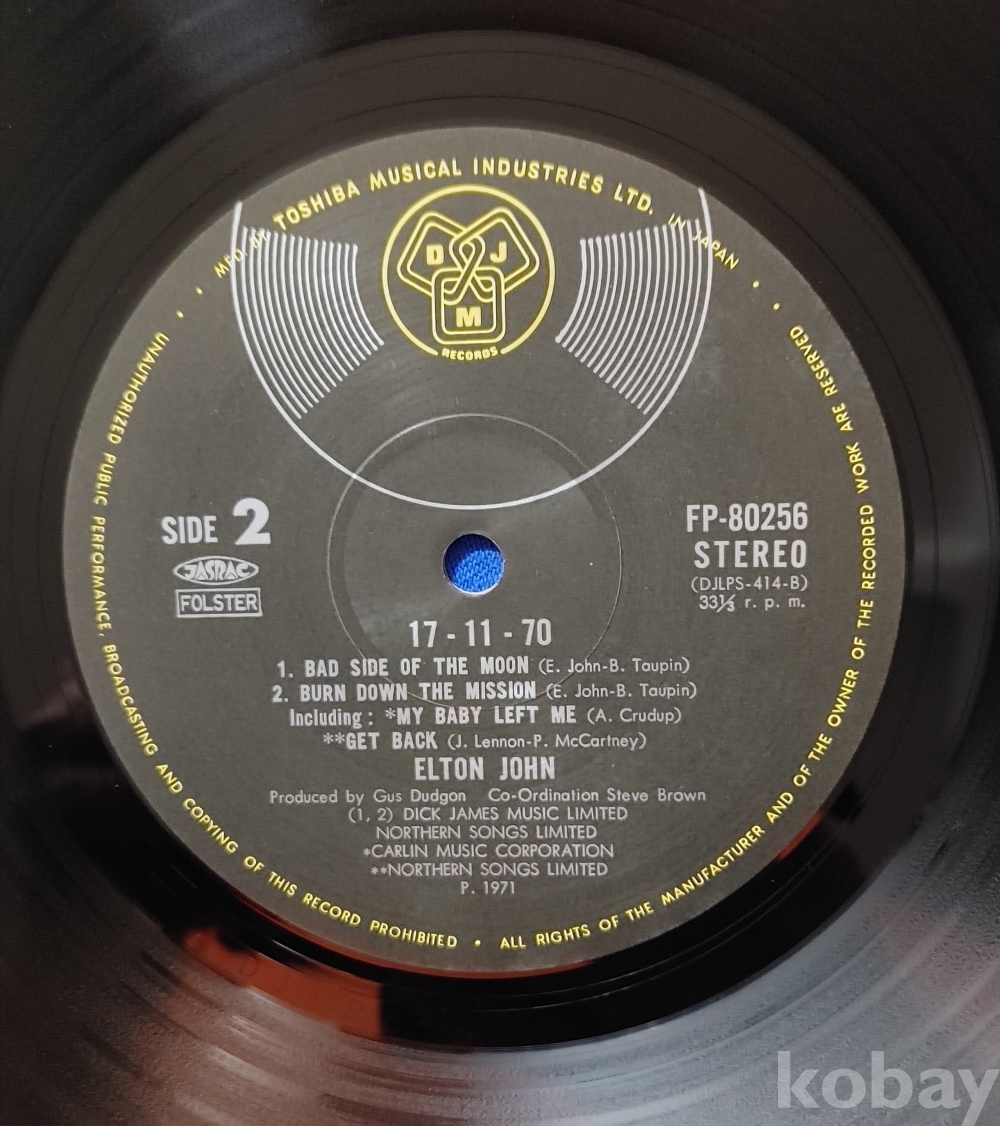 MFD. BY TOSHIBA MUSICAL INDUSTRIES LTD. IN JAPAN
D J
M
RECORDS
SIDE 2
JASRAC
FOLSTER
FP-80256
STEREO
(DJLPS-414-B)
33⅓ r. p. m.
17-11-70
1. BAD SIDE OF THE MOON (E. John-B. Taupin)
2. BURN DOWN THE MISSION (E. John-B. Taupin)
Including: *MY BABY LEFT ME (A. Crudup)
**GET BACK (J. Lennon-P. McCartney)
ELTON JOHN
Produced by Gus Dudgon Co-Ordination Steve Brown
(1, 2) DICK JAMES MUSIC LIMITED
NORTHERN SONGS LIMITED
*CARLIN MUSIC CORPORATION
**NORTHERN SONGS LIMITED
P. 1971
UNAUTHORIZED PUBLIC PERFORMANCE, BROADCASTING AND COPYING OF THIS RECORD PROHIBITED • ALL RIGHTS OF THE MANUFACTURER AND OF THE OWNER OF THE RECORDED WORK ARE RESERVED
kobay